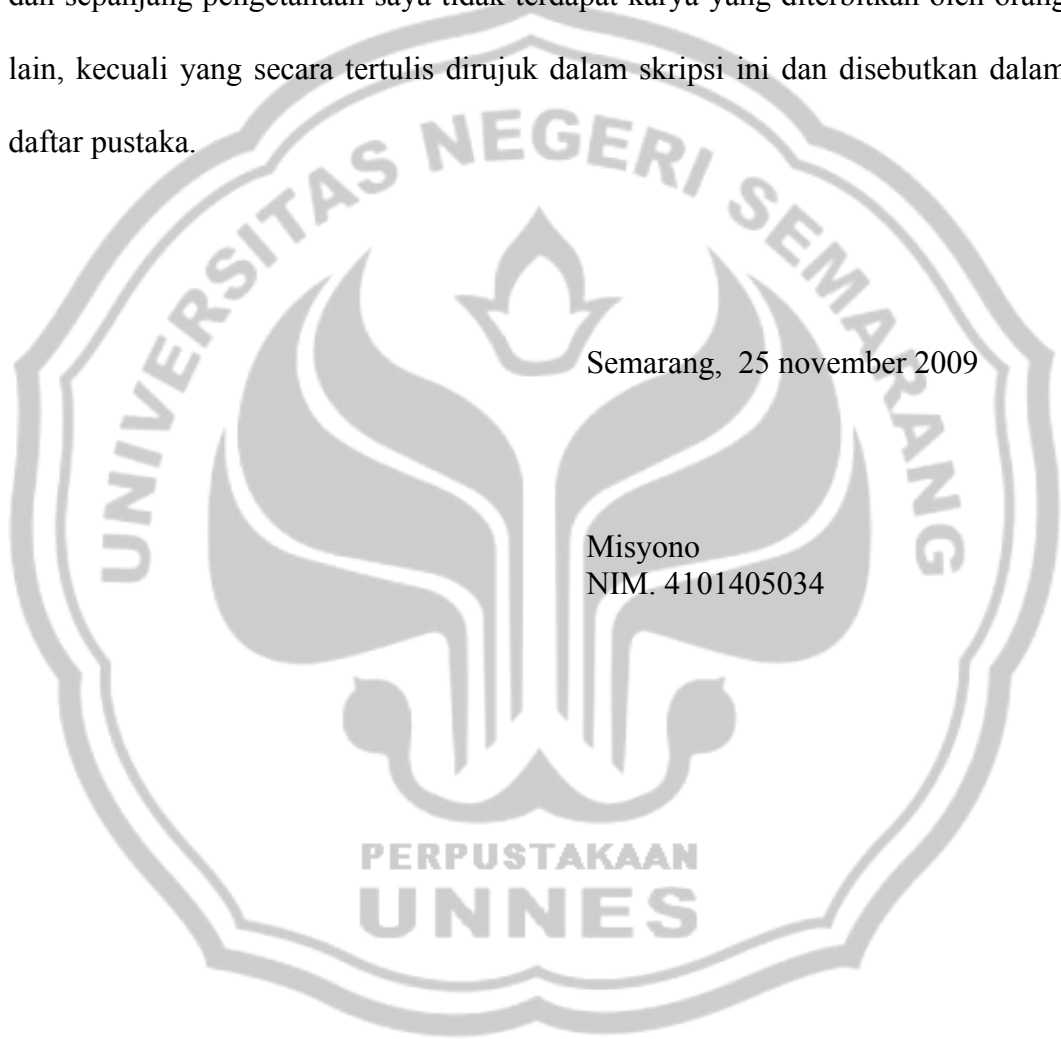 dan sepanjang pengetahuan saya tidak terdapat karya yang diterbitkan oleh orang
lain, kecuali yang secara tertulis dirujuk dalam skripsi ini dan disebutkan dalam
daftar pustaka.
UNIVERSITAS NEGERI SEMARANG
Semarang, 25 november 2009
Misyono
NIM. 4101405034
PERPUSTAKAAN
UNNES